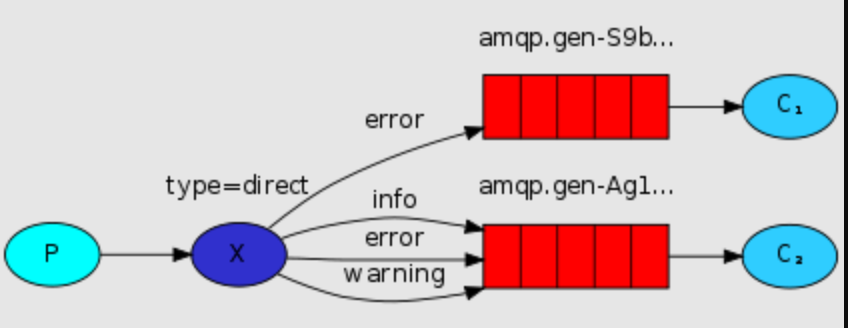 amqp.gen-S9b...
C₁
error
type=direct
amqp.gen-Ag1...
info
P
X
error
C₂
warning